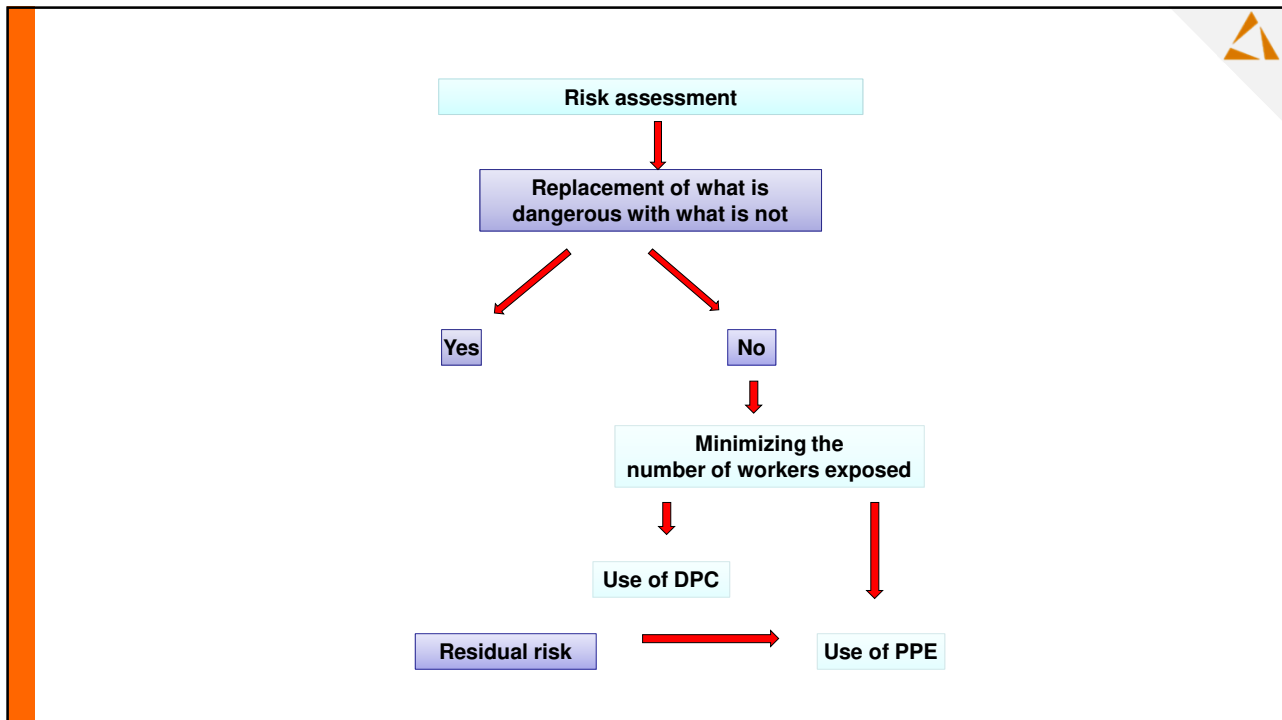 Risk assessment
Replacement of what is
dangerous with what is not
Yes
No
Minimizing the
number of workers exposed
Use of DPC
Residual risk
Use of PPE